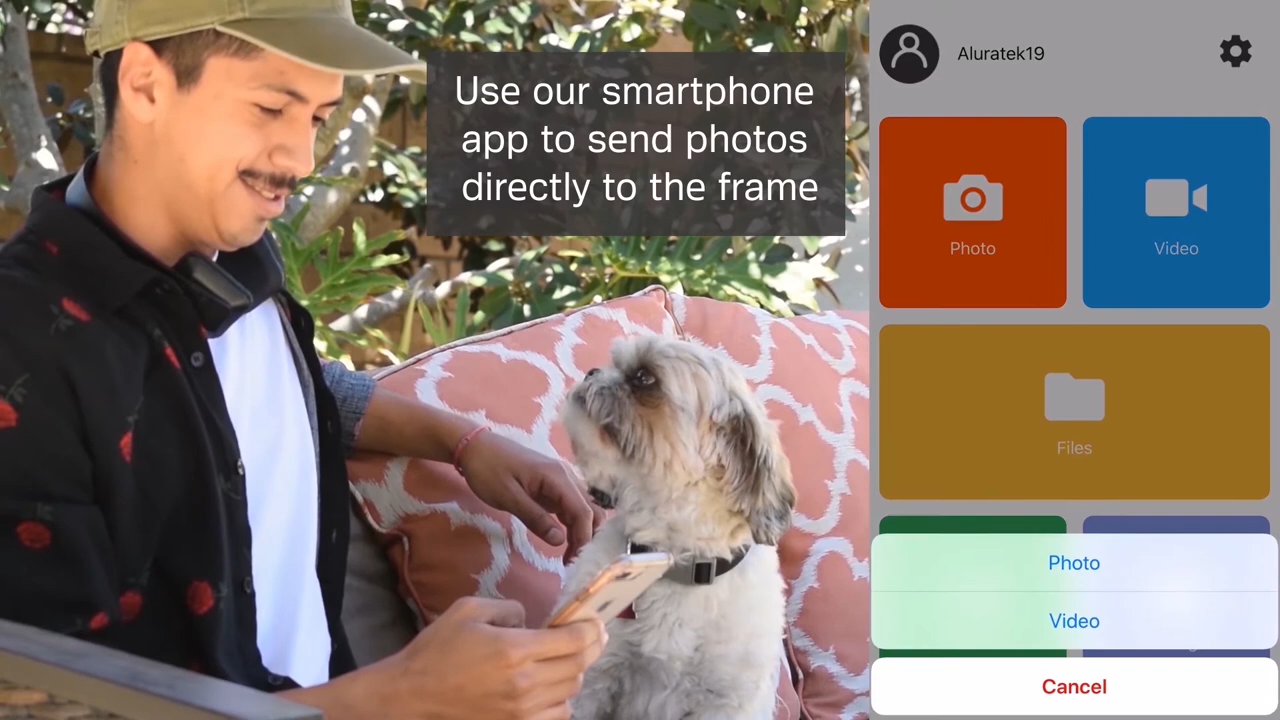 Use our smartphone
app to send photos
directly to the frame
Aluratek19
Photo
Video
Files
Photo
Video
Cancel